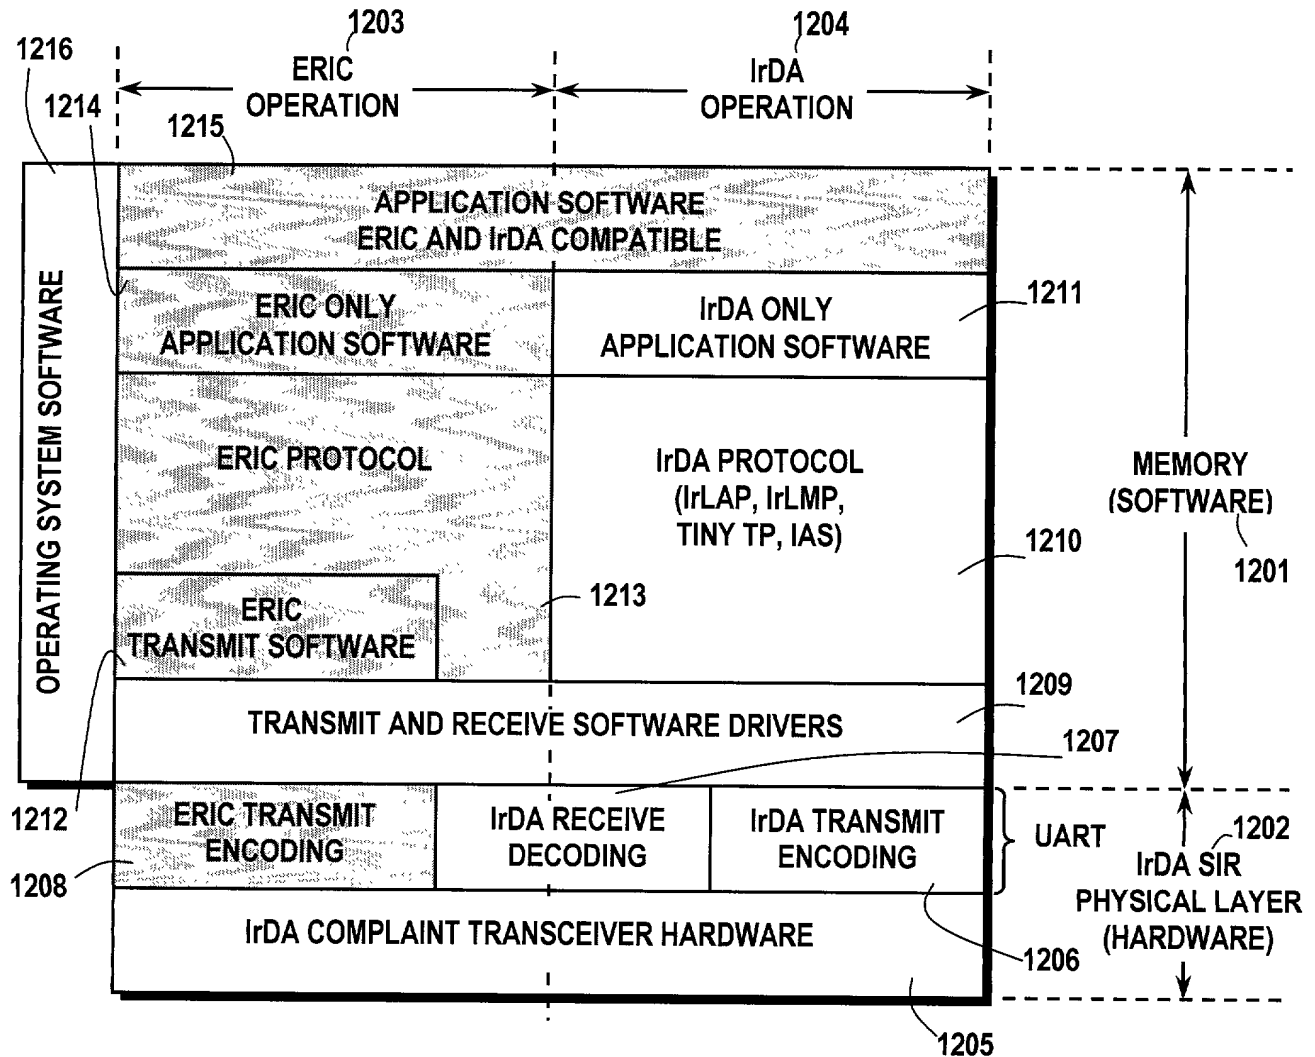 1203
1204
1216
ERIC
OPERATION
IrDA
OPERATION
1214
1215
APPLICATION SOFTWARE
ERIC AND IrDA COMPATIBLE
ERIC ONLY
APPLICATION SOFTWARE
IrDA ONLY
APPLICATION SOFTWARE
1211
OPERATING SYSTEM SOFTWARE
ERIC PROTOCOL
IrDA PROTOCOL
(IrLAP, IrLMP,
TINY TP, IAS)
MEMORY
(SOFTWARE)
1201
1210
1213
ERIC
TRANSMIT SOFTWARE
1209
TRANSMIT AND RECEIVE SOFTWARE DRIVERS
1207
1212
ERIC TRANSMIT
ENCODING
IrDA RECEIVE
DECODING
IrDA TRANSMIT
ENCODING
UART
1202
IrDA SIR
PHYSICAL LAYER
(HARDWARE)
1208
IrDA COMPLAINT TRANSCEIVER HARDWARE
1206
1205